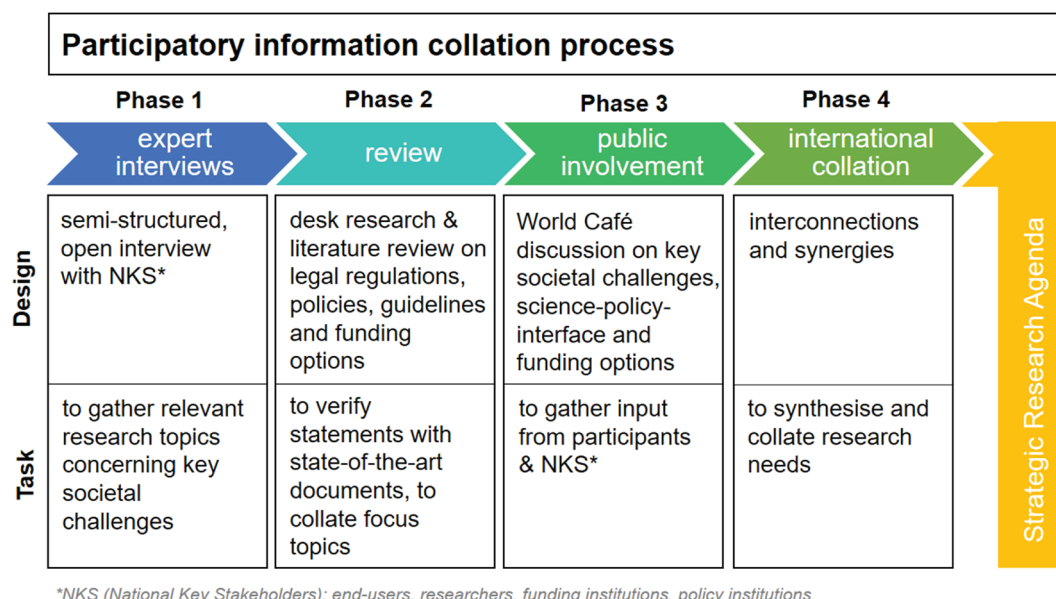 Participatory information collation process
Phase 1
Phase 2
Phase 3
Phase 4
expert
interviews
review
public
involvement
international
collation
Design
semi-structured,
open interview
with NKS*
desk research &
literature review on
legal regulations,
policies, guidelines
and funding
options
World Café
discussion on key
societal challenges,
science-policy-
interface and
funding options
interconnections
and synergies
Task
to gather relevant
research topics
concerning key
societal
challenges
to verify
statements with
state-of-the-art
documents, to
collate focus
topics
to gather input
from participants
& NKS*
to synthesise and
collate research
needs
Strategic Research Agenda
*NKS (National Key Stakeholders): end-users, researchers, funding institutions, policy institutions